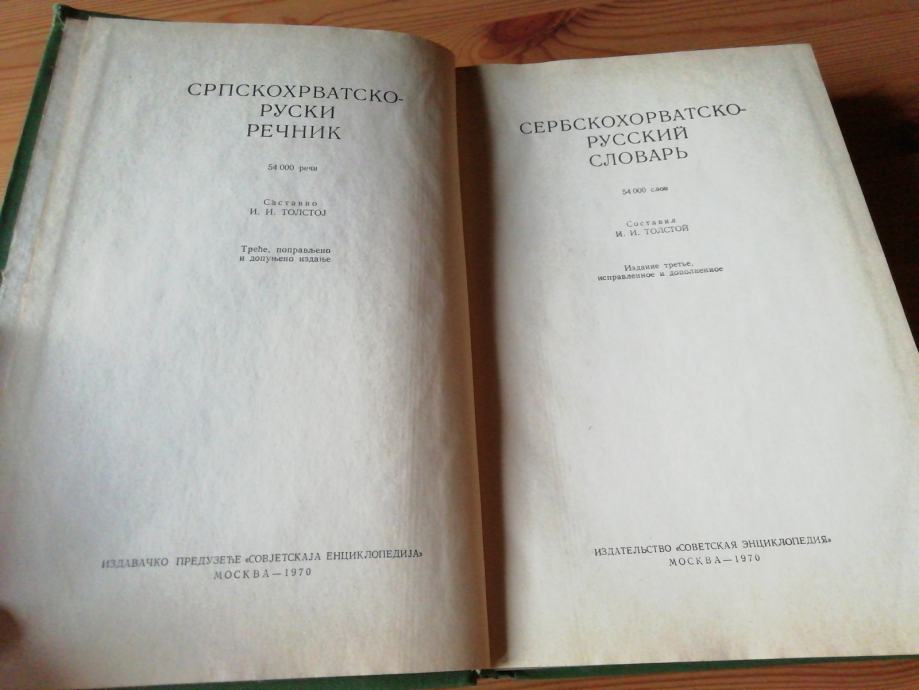 СРПСКОХРВАТСКО-
РУСКИ
РЕЧНИК
54 000 речи
Саставио
И. И. ТОЛСТОЈ
Треће, поправљено
и допуњено издање
ИЗДАВАЧКО ПРЕДУЗЕЋЕ «СОВЈЕТСКАЈА ЕНЦИКЛОПЕДИЈА»
МОСКВА—1970
СЕРБСКОХОРВАТСКО-
РУССКИЙ
СЛОВАРЬ
54 000 слов
Составил
И. И. ТОЛСТОЙ
Издание третье,
исправленное и дополненное
ИЗДАТЕЛЬСТВО «СОВЕТСКАЯ ЭНЦИКЛОПЕДИЯ»
МОСКВА—1970